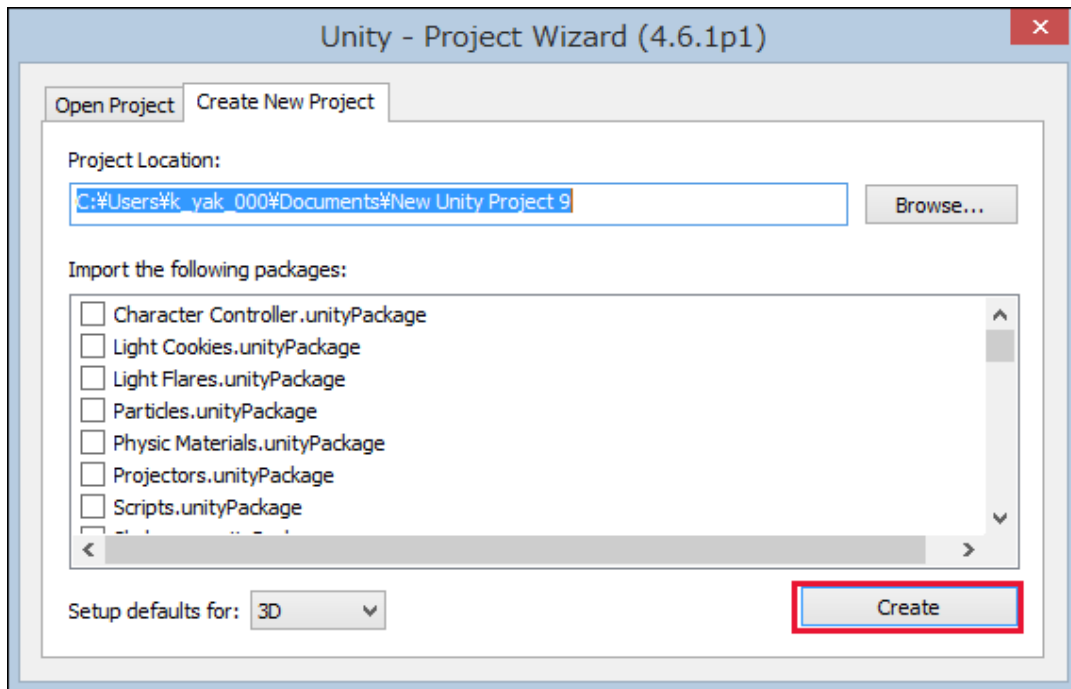 Unity - Project Wizard (4.6.1p1)
Open Project Create New Project
Project Location:
C:¥Users¥k_yak_000¥Documents¥New Unity Project 9
Browse...
Import the following packages:
Character Controller.unityPackage
Light Cookies.unityPackage
Light Flares.unityPackage
Particles.unityPackage
Physic Materials.unityPackage
Projectors.unityPackage
Scripts.unityPackage
Setup defaults for: 3D
Create